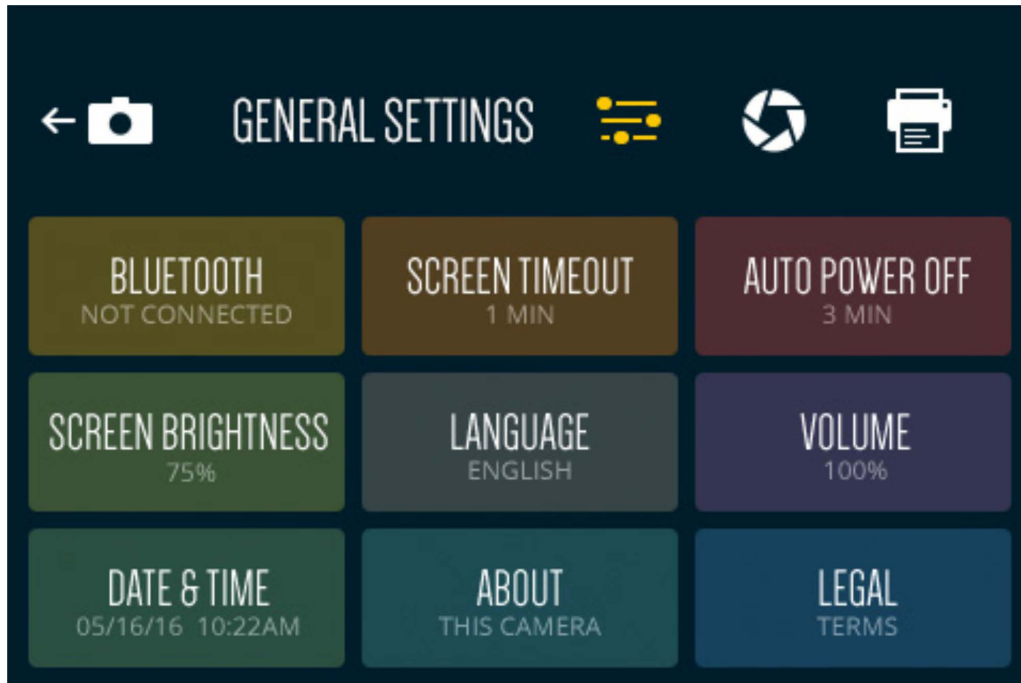 GENERAL SETTINGS
BLUETOOTH
NOT CONNECTED
SCREEN TIMEOUT
1 MIN
AUTO POWER OFF
3 MIN
SCREEN BRIGHTNESS
75%
LANGUAGE
ENGLISH
VOLUME
100%
DATE & TIME
05/16/16 10:22AM
ABOUT
THIS CAMERA
LEGAL
TERMS